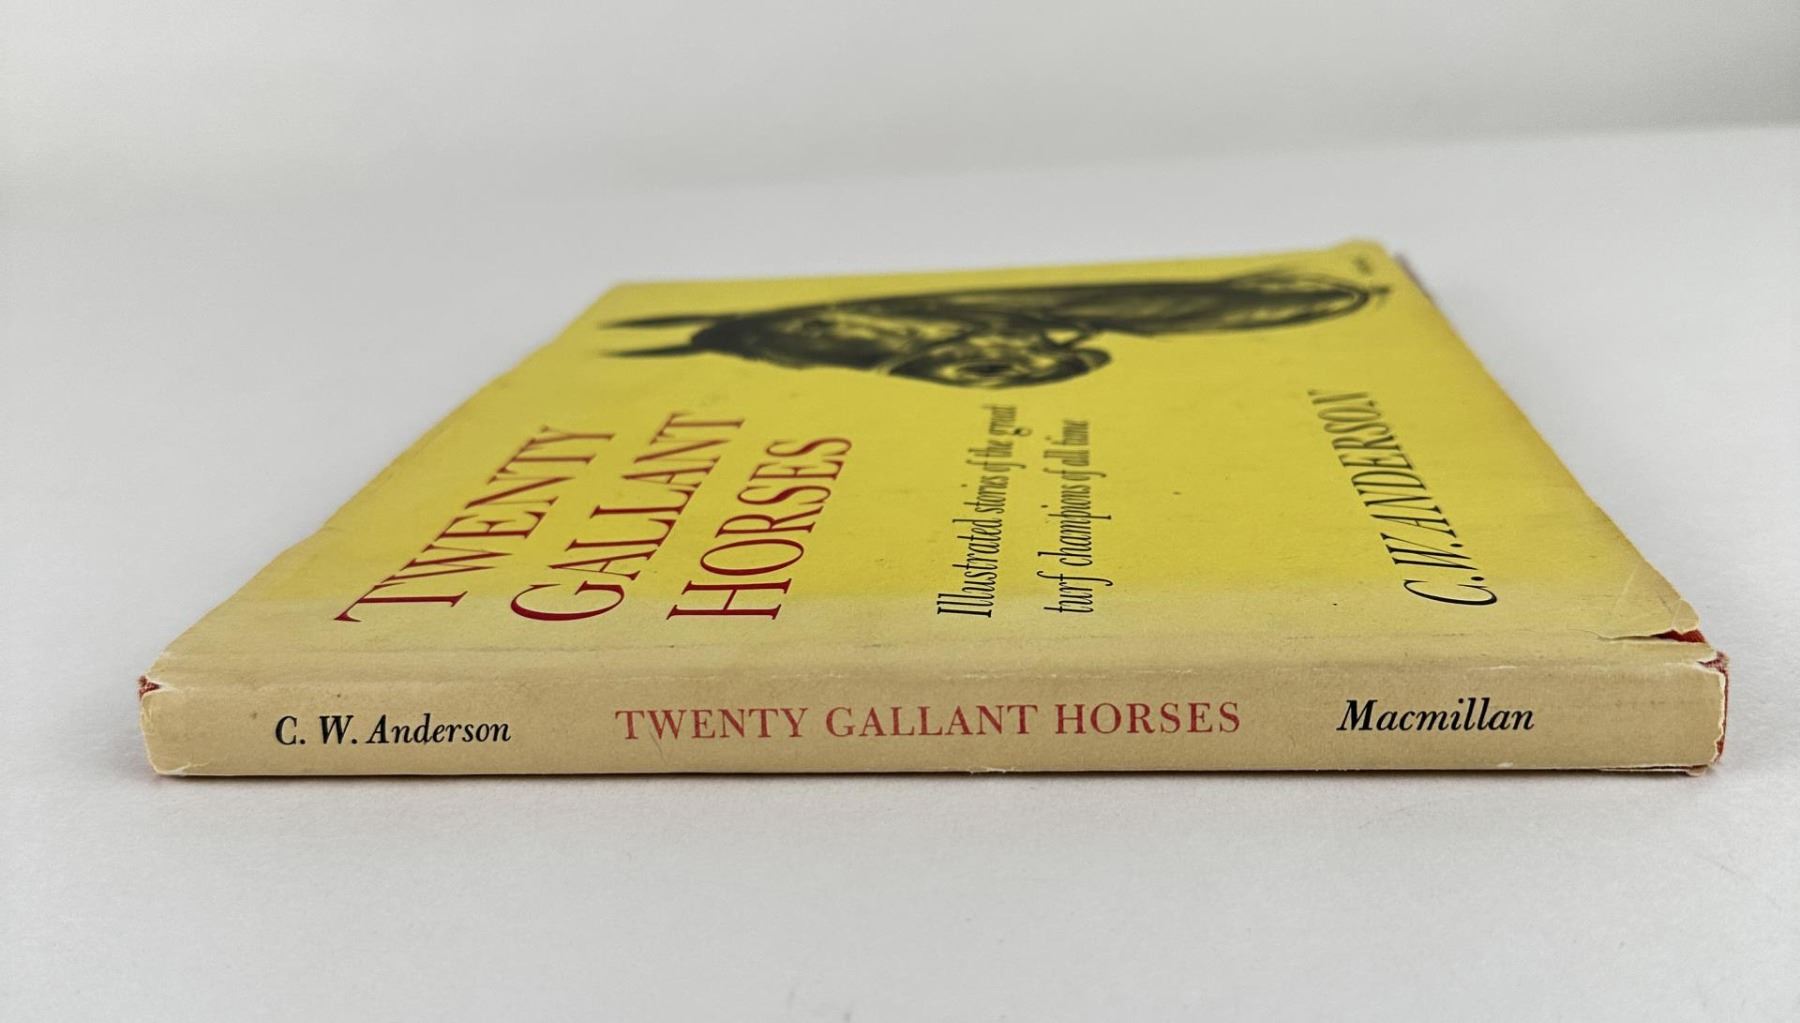 TWENTY
GALLANT
HORSES
Illustrated stories of the great
turf champions of all time
C.W. ANDERSON
C. W. Anderson TWENTY GALLANT HORSES Macmillan